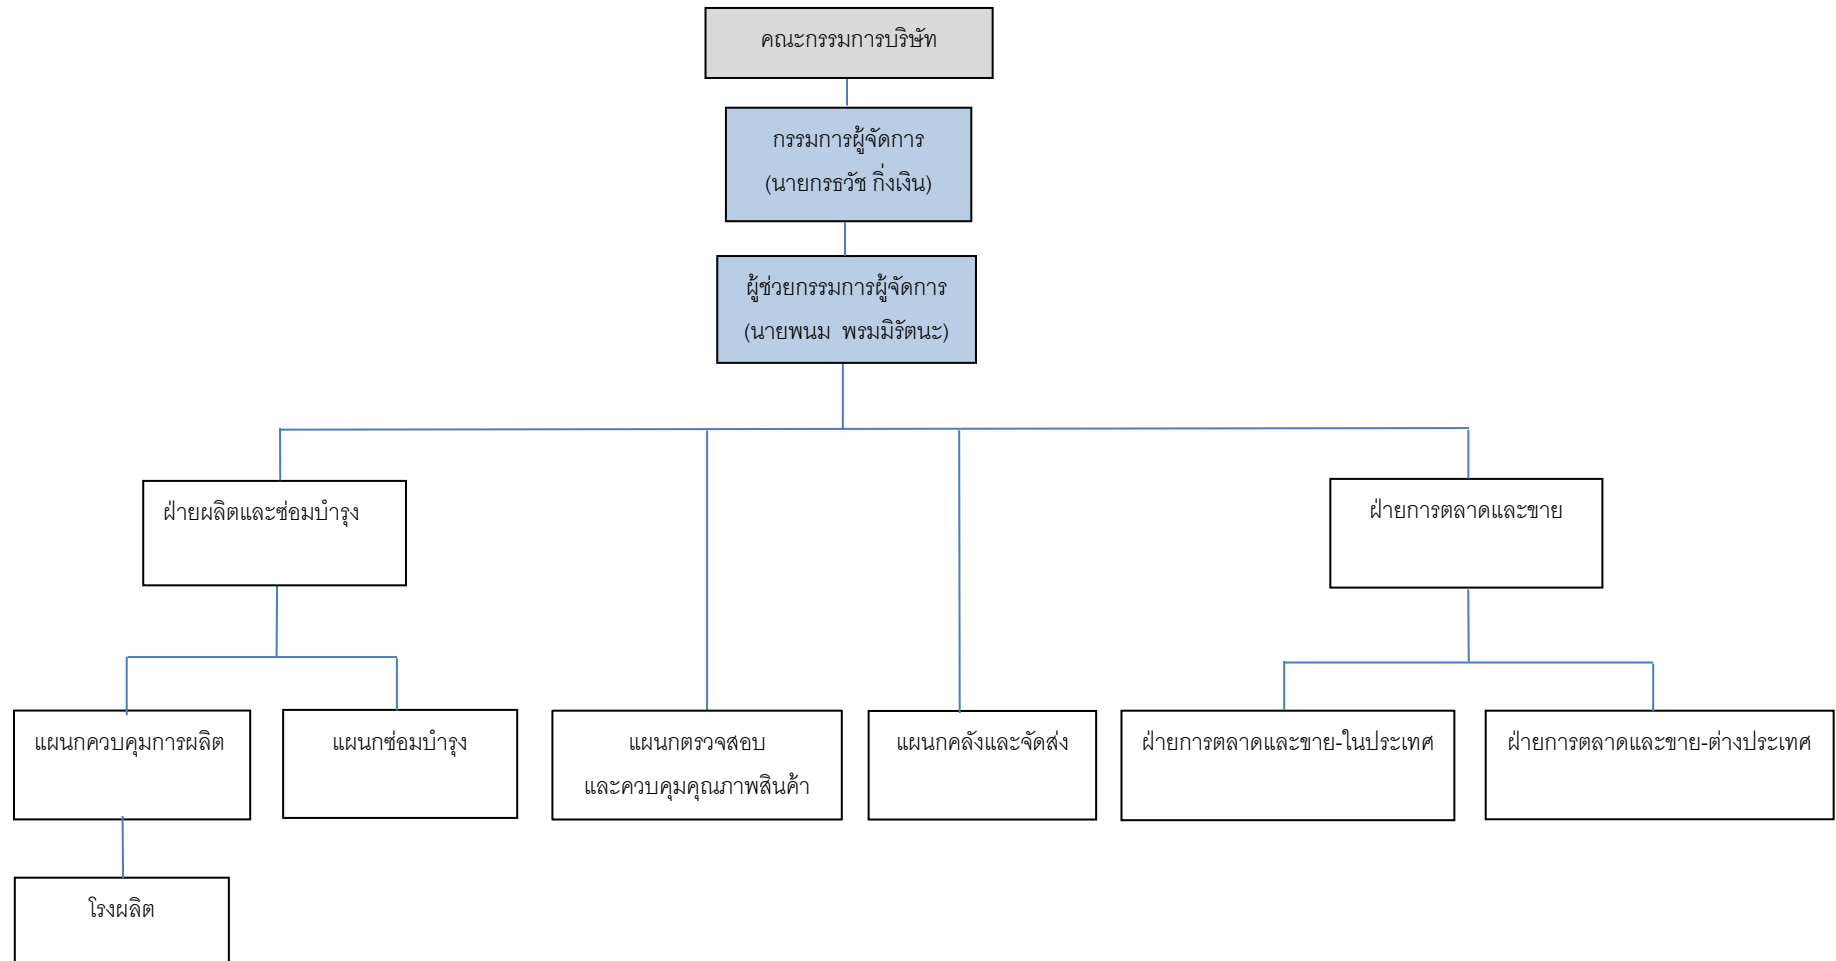 คณะกรรมการบริษัท
กรรมการผู้จัดการ
(นายกรธวัช กิ่งเงิน)
ผู้ช่วยกรรมการผู้จัดการ
(นายพนม พรมมิรัตนะ)
ฝ่ายผลิตและซ่อมบำรุง
ฝ่ายการตลาดและขาย
แผนกควบคุมการผลิต
แผนกซ่อมบำรุง
แผนกตรวจสอบ
และควบคุมคุณภาพสินค้า
แผนกคลังและจัดส่ง
ฝ่ายการตลาดและขาย-ในประเทศ
ฝ่ายการตลาดและขาย-ต่างประเทศ
โรงผลิต